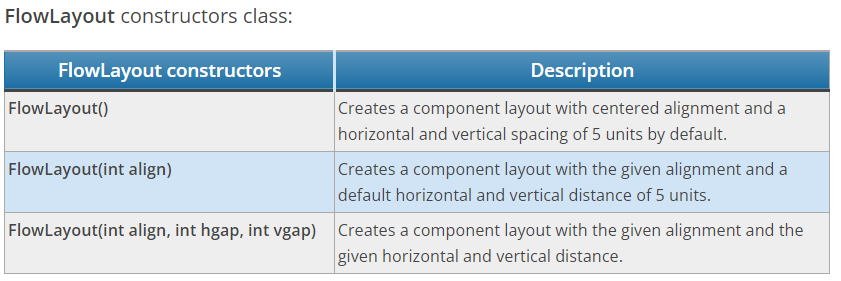 FlowLayout constructors class:
FlowLayout constructors
Description
FlowLayout()
Creates a component layout with centered alignment and a
horizontal and vertical spacing of 5 units by default.
FlowLayout(int align)
Creates a component layout with the given alignment and a
default horizontal and vertical distance of 5 units.
FlowLayout(int align, int hgap, int vgap)
Creates a component layout with the given alignment and the
given horizontal and vertical distance.